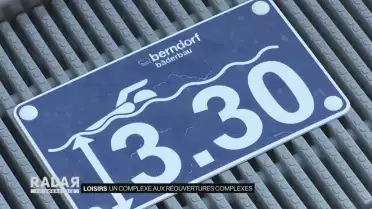 berndorf
bäderbau
3.30
RADAR
LOISIRS UN COMPLEXE AUX RÉOUVERTURES COMPLEXES